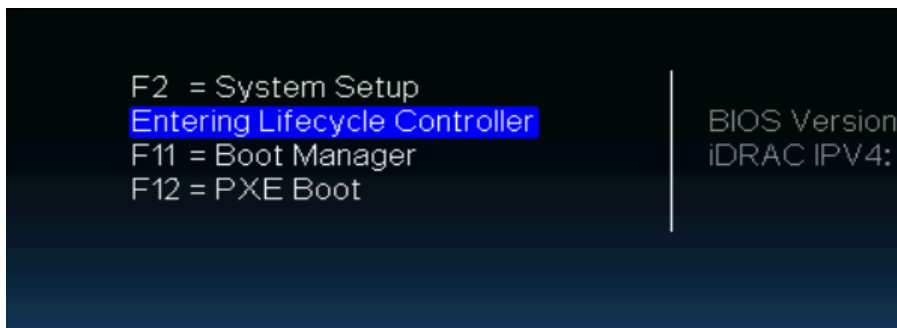 F2 = System Setup
Entering Lifecycle Controller
F11 = Boot Manager
F12 = PXE Boot
BIOS Version
iDRAC IPV4: